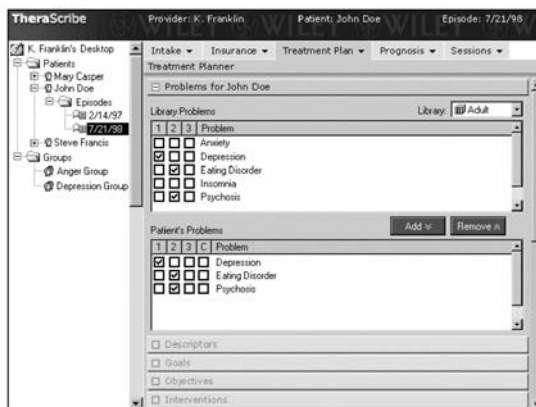 TheraScribe Provider: K. Franklin Patient: John Doe Episode: 7/21/98
K. Franklin's Desktop
Patients
Mary Casper
John Doe
Episodes
2/14/97
7/21/98
Steve Francis
Groups
Anger Group
Depression Group
Intake Insurance Treatment Plan Prognosis Sessions
Treatment Planner
Problems for John Doe
Library Problems Library: Adult
1 2 3 Problem
Anxiety
Depression
Eating Disorder
Insomnia
Psychosis
Add Remove
Patient's Problems
1 2 3 C Problem
Depression
Eating Disorder
Psychosis
Descriptors
Goals
Objectives
Interventions